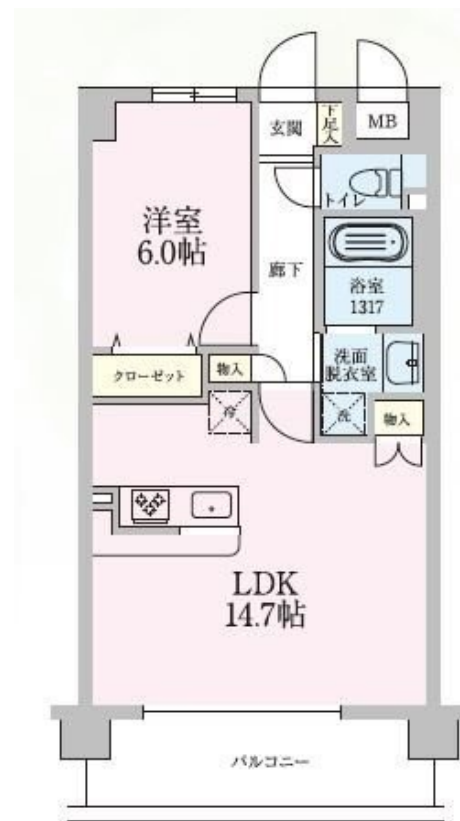 玄関
下足入
MB
トイレ
洋室
6.0帖
廊下
浴室
1317
クローゼット
物入
洗面
脱衣室
冷
洗
物入
LDK
14.7帖
バルコニー